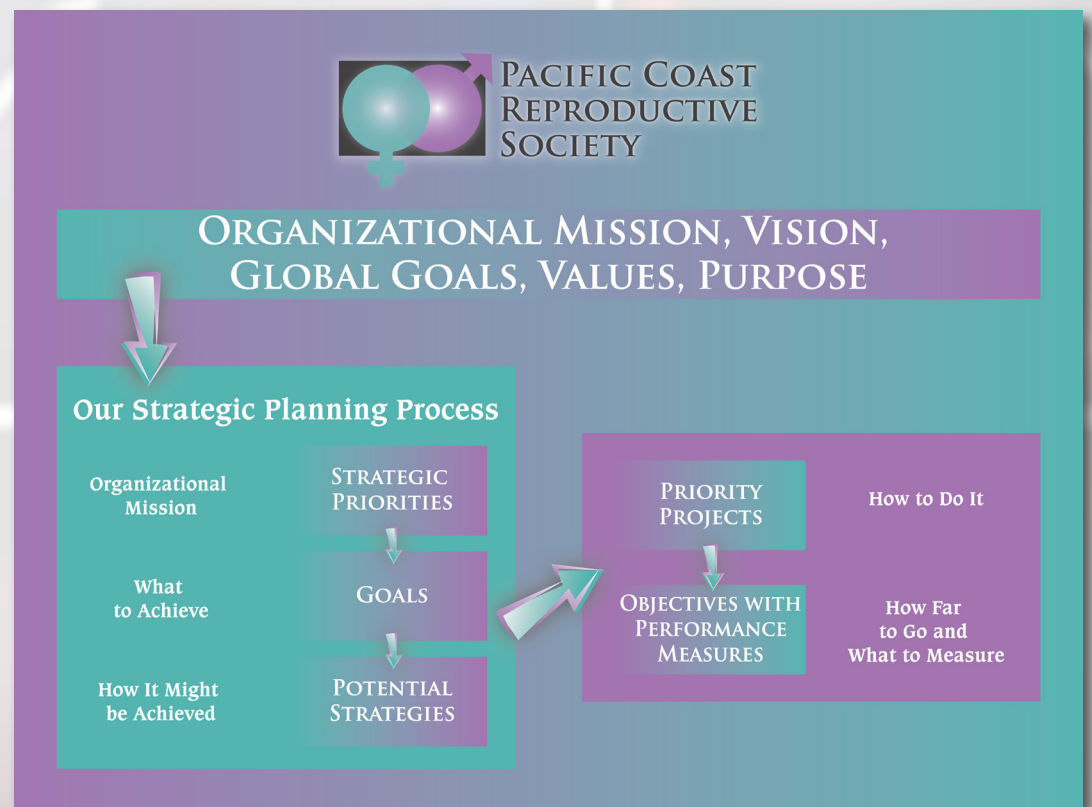 PACIFIC COAST
REPRODUCTIVE
SOCIETY
ORGANIZATIONAL MISSION, VISION,
GLOBAL GOALS, VALUES, PURPOSE
Our Strategic Planning Process
Organizational
Mission
STRATEGIC
PRIORITIES
What
to Achieve
GOALS
How It Might
be Achieved
POTENTIAL
STRATEGIES
PRIORITY
PROJECTS
How to Do It
OBJECTIVES WITH
PERFORMANCE
MEASURES
How Far
to Go and
What to Measure